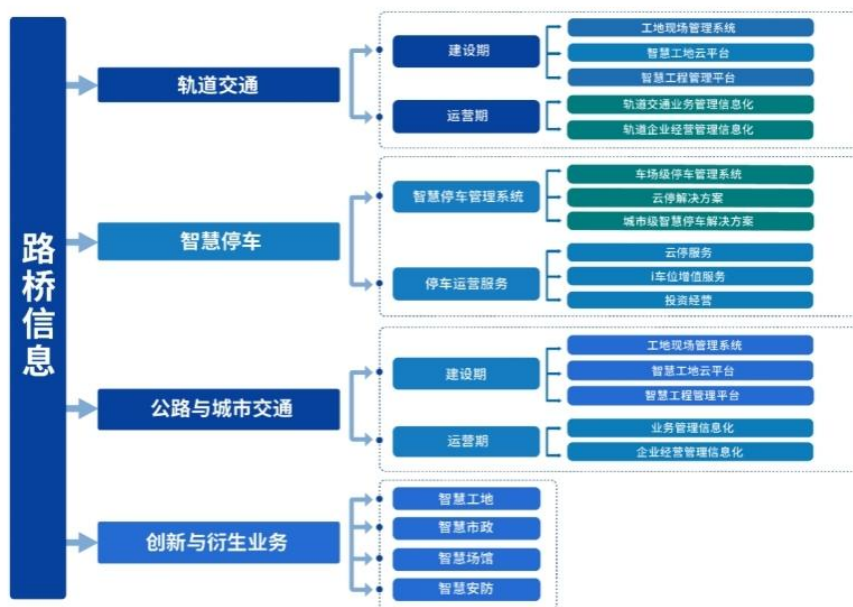 路桥信息
轨道交通
建设期
工地现场管理系统
智慧工地云平台
智慧工程管理平台
运营期
轨道交通业务管理信息化
轨道企业经营管理信息化
智慧停车
智慧停车管理系统
车场级停车管理系统
云停解决方案
城市级智慧停车解决方案
停车运营服务
云停服务
i车位增值服务
投资经营
公路与城市交通
建设期
工地现场管理系统
智慧工地云平台
智慧工程管理平台
运营期
业务管理信息化
企业经营管理信息化
创新与衍生业务
智慧工地
智慧市政
智慧场馆
智慧安防